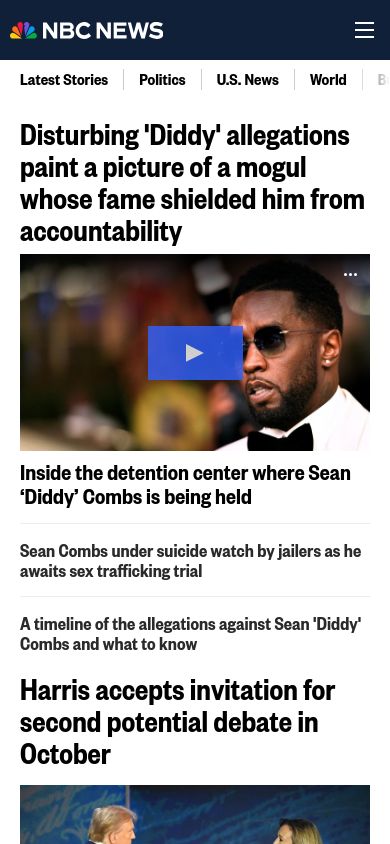 NBC NEWS
Latest Stories
Politics
U.S. News
World
Disturbing 'Diddy' allegations
paint a picture of a mogul
whose fame shielded him from
accountability
Inside the detention center where Sean
‘Diddy’ Combs is being held
Sean Combs under suicide watch by jailers as he
awaits sex trafficking trial
A timeline of the allegations against Sean 'Diddy'
Combs and what to know
Harris accepts invitation for
second potential debate in
October